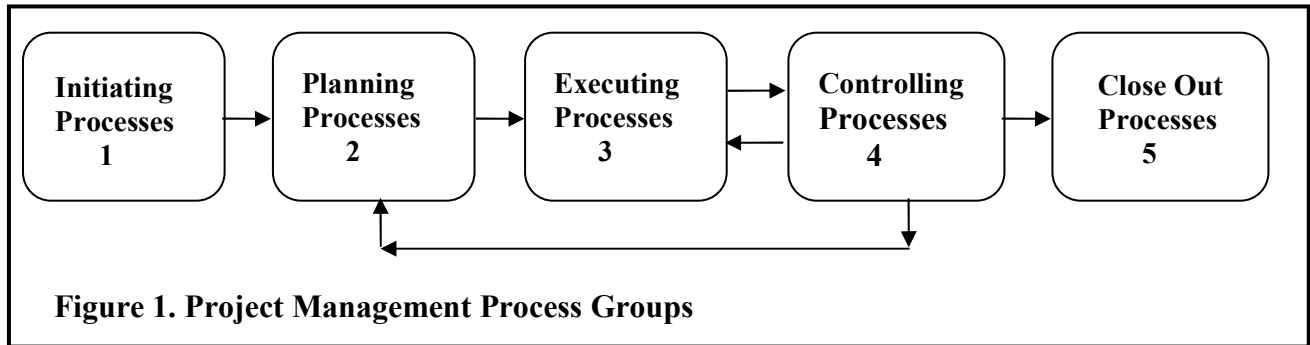 Initiating
Processes
1
Planning
Processes
2
Executing
Processes
3
Controlling
Processes
4
Close Out
Processes
5
Figure 1. Project Management Process Groups